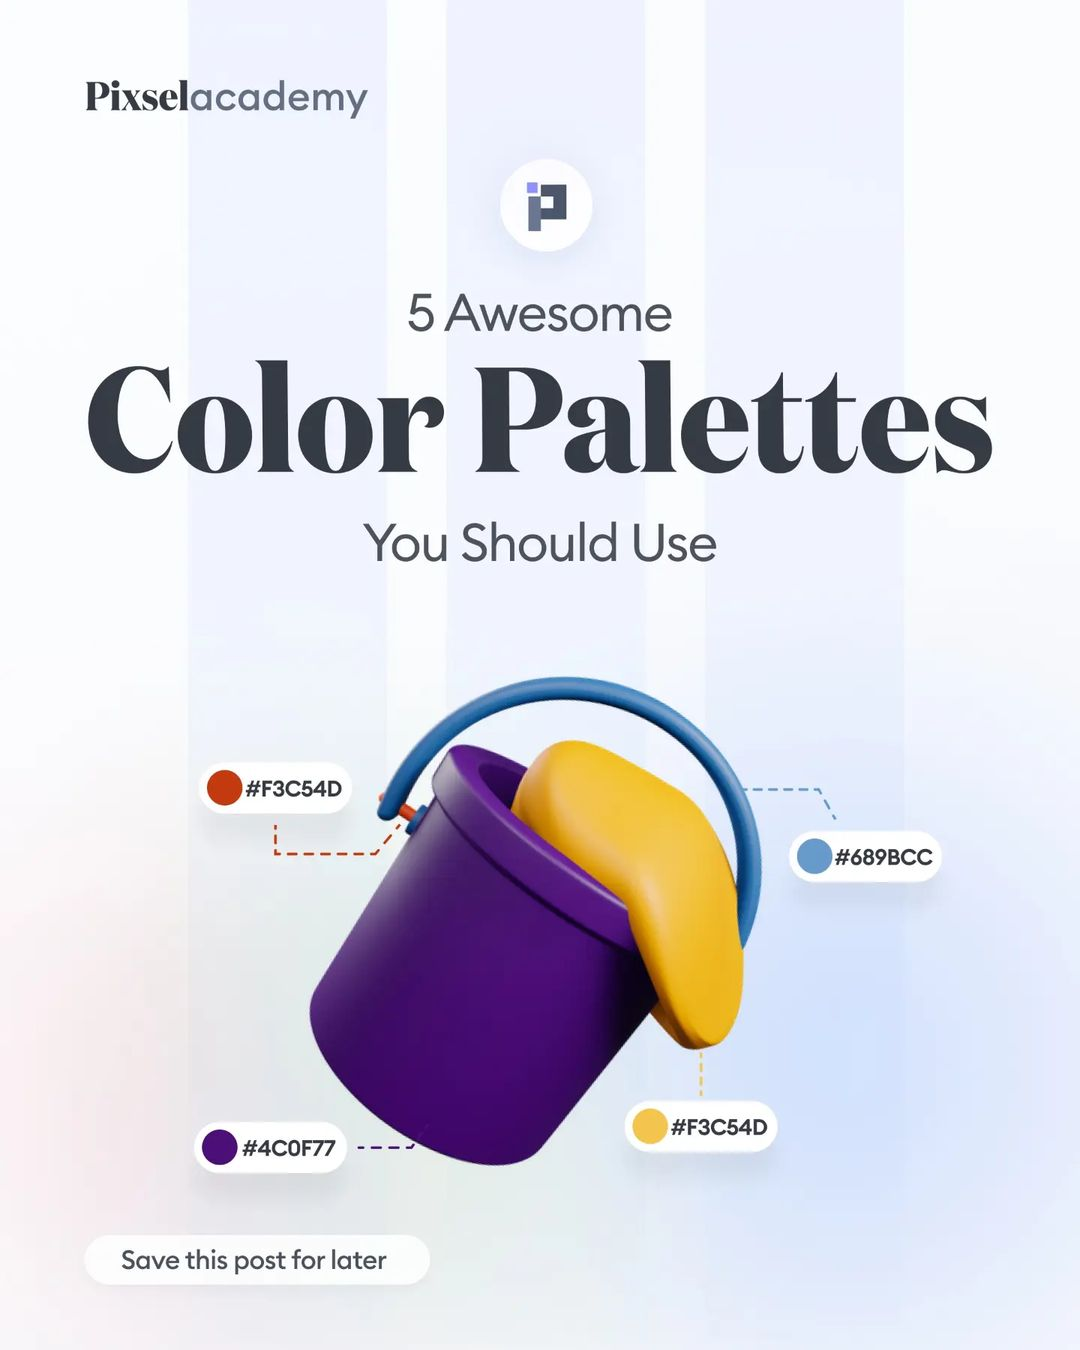 Pixselacademy
5 Awesome
Color Palettes
You Should Use
#F3C54D
#689BCC
#F3C54D
#4C0F77
Save this post for later